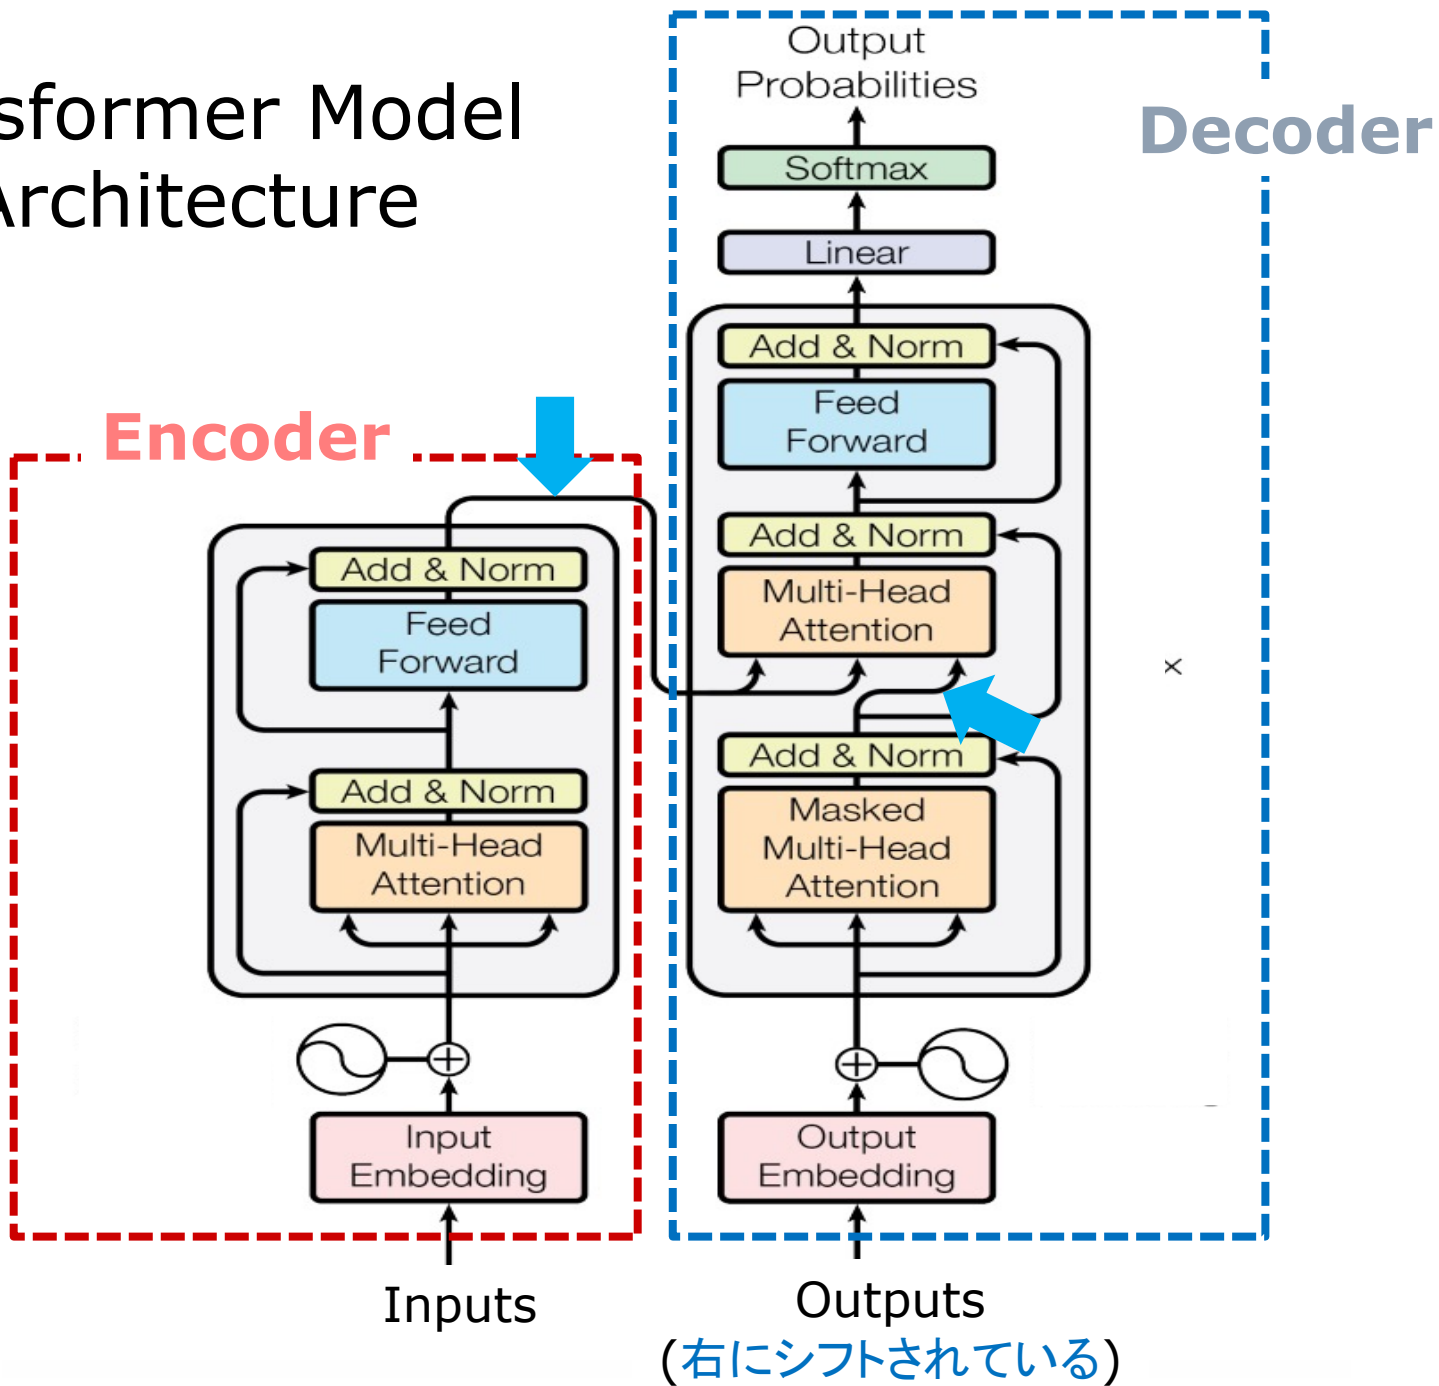 sformer Model
Architecture
Encoder
Add & Norm
Feed
Forward
Add & Norm
Multi-Head
Attention
Input
Embedding
Inputs
Decoder
Output
Probabilities
Softmax
Linear
Add & Norm
Feed
Forward
Add & Norm
Multi-Head
Attention
Add & Norm
Masked
Multi-Head
Attention
Output
Embedding
Outputs
(右にシフトされている)
x